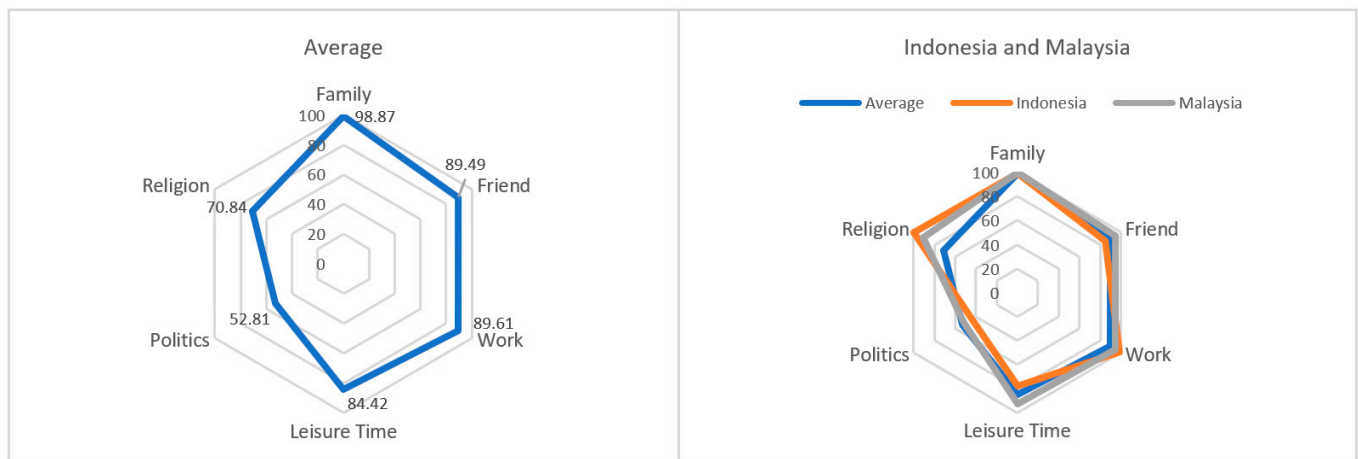 Average
Family
100
98.87
80
89.49
60
Religion
Friend
70.84
40
20
0
52.81
Politics
Work
84.42
89.61
Leisure Time
Indonesia and Malaysia
Average Indonesia Malaysia
Family
100
80
60
Religion
Friend
40
20
0
Politics
Work
Leisure Time